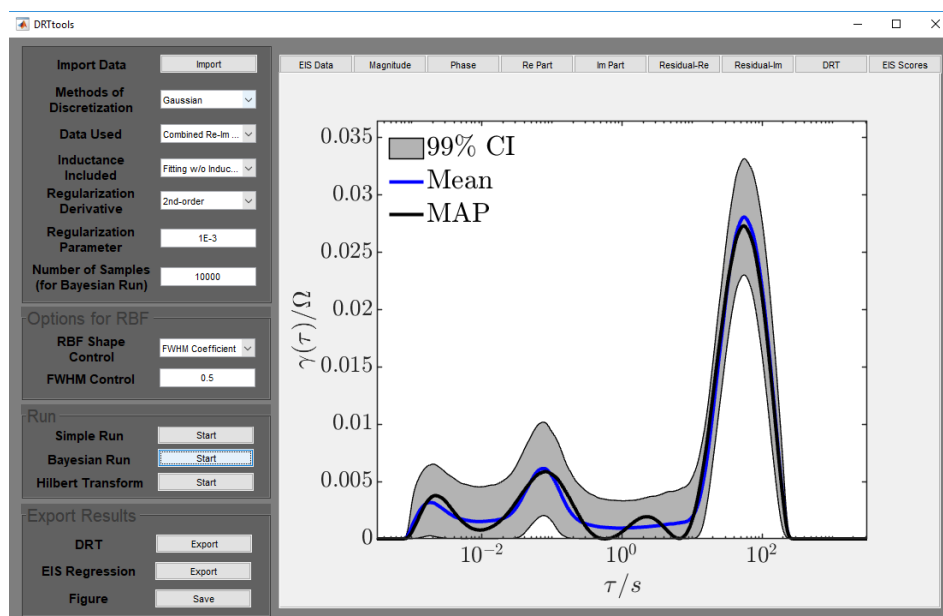 DRTtools
Import Data
Import
Methods of
Discretization
Gaussian
Data Used
Combined Re-Im ...
Inductance
Included
Fitting w/o Induc...
Regularization
Derivative
2nd-order
Regularization
Parameter
1E-3
Number of Samples
(for Bayesian Run)
10000
Options for RBF
RBF Shape
Control
FWHM Coefficient
FWHM Control
0.5
Run
Simple Run
Start
Bayesian Run
Start
Hilbert Transform
Start
Export Results
DRT
Export
EIS Regression
Export
Figure
Save
EIS Data
Magnitude
Phase
Re Part
Im Part
Residual-Re
Residual-Im
DRT
EIS Scores
99% CI
Mean
MAP
γ(τ)/Ω
0.035
0.03
0.025
0.02
0.015
0.01
0.005
0
10⁻² 10⁰ 10²
τ/s